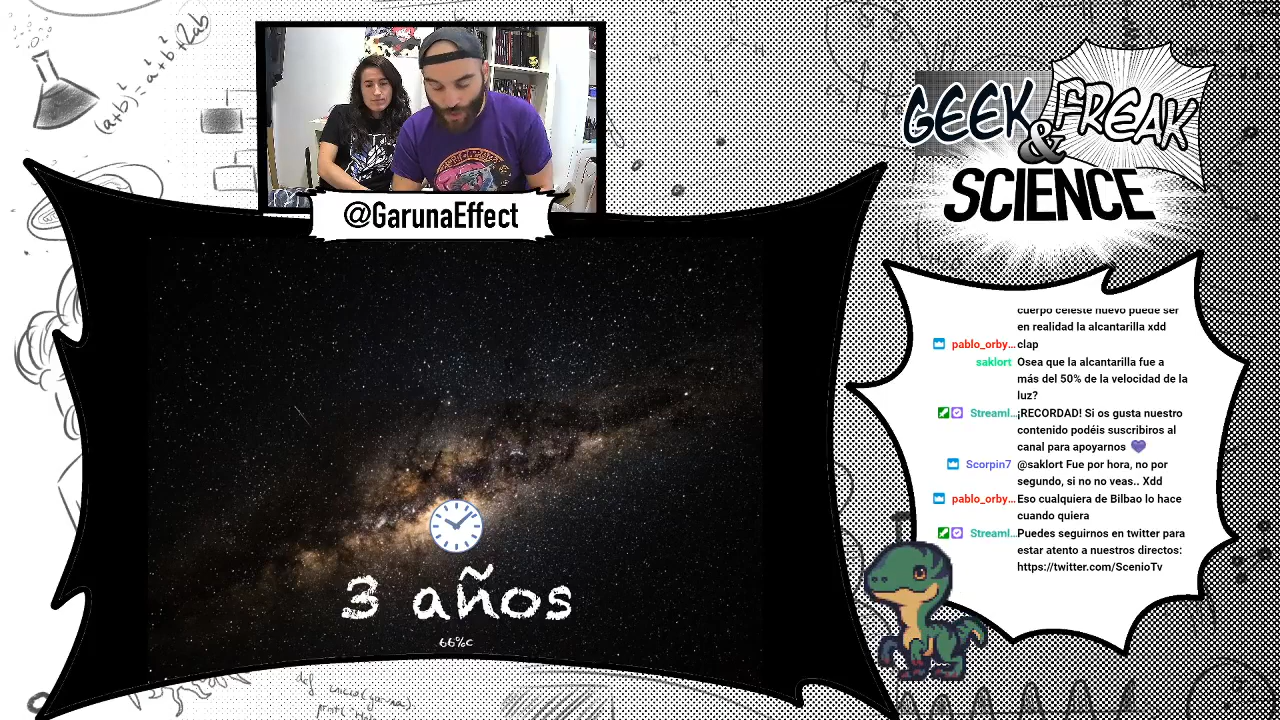 (a+b)²=a²+b²+2ab
@GarunaEffect
GEEK
&
FREAK
SCIENCE
3 años
66%c
cuerpo celeste nuevo puede ser
en realidad la alcantarilla xdd
pablo_orby... clap
saklort Osea que la alcantarilla fue a
más del 50% de la velocidad de la
luz?
Streaml... ¡RECORDAD! Si os gusta nuestro
contenido podéis suscribiros al
canal para apoyarnos 💜
Scorpin7 @saklort Fue por hora, no por
segundo, si no no veas.. Xdd
pablo_orby... Eso cualquiera de Bilbao lo hace
cuando quiera
Streaml... Puedes seguirnos en twitter para
estar atento a nuestros directos:
https://twitter.com/ScenioTv